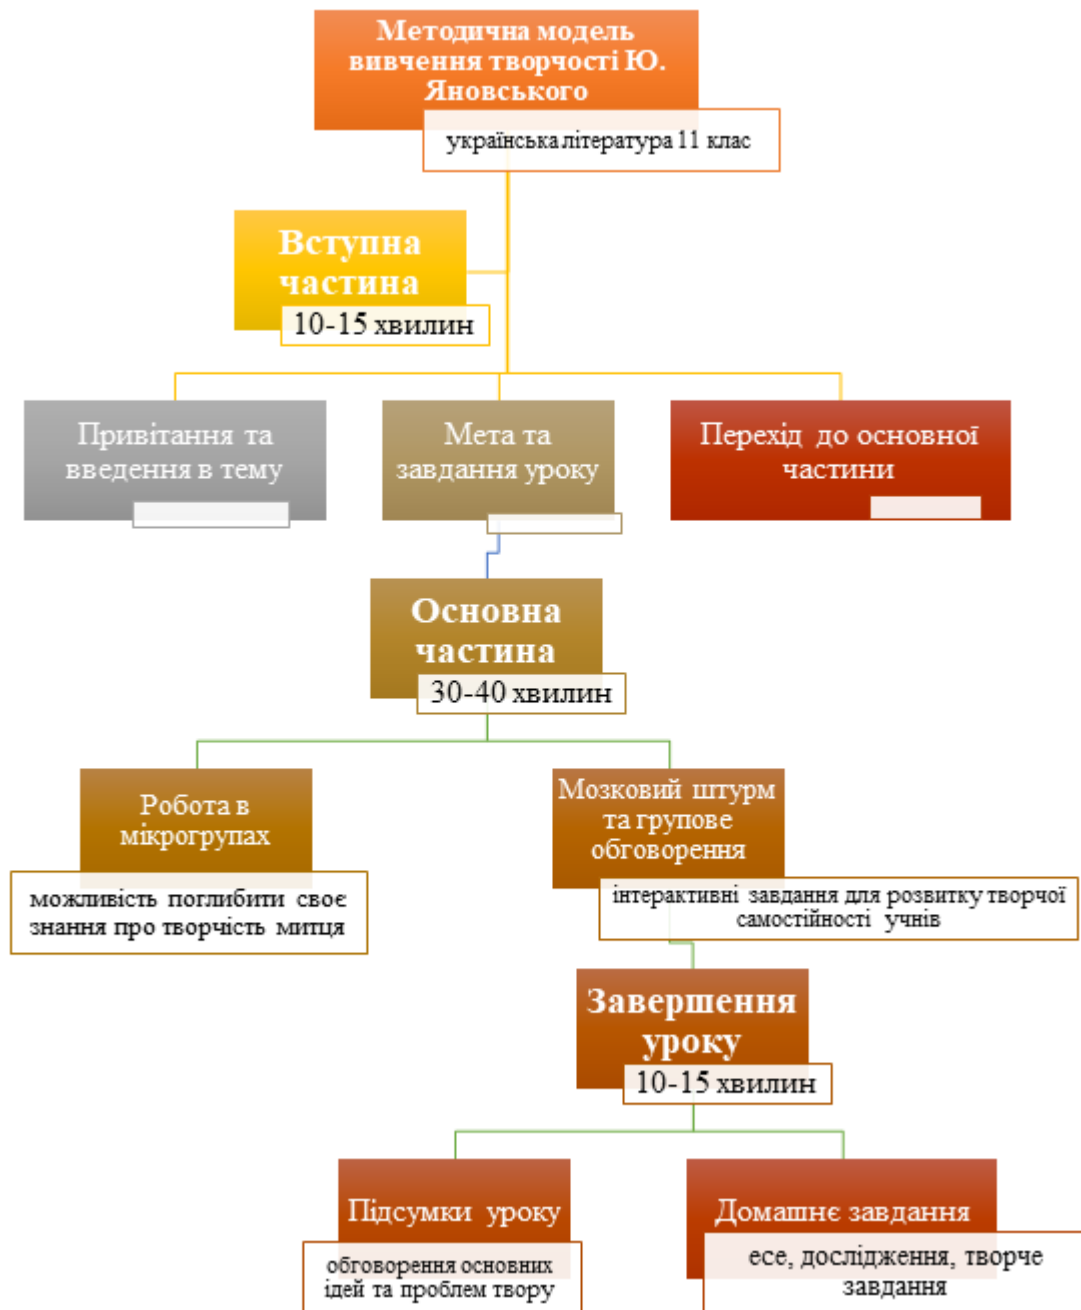 Методична модель
вивчення творчості Ю.
Яновського
українська література 11 клас
Вступна
частина
10-15 хвилин
Привітання та
введення в тему
Мета та
завдання уроку
Перехід до основної
частини
Основна
частина
30-40 хвилин
Робота в
мікрогрупах
можливість поглибити своє
знання про творчість митця
Мозковий штурм
та групове
обговорення
інтерактивні завдання для розвитку творчої
самостійності учнів
Завершення
уроку
10-15 хвилин
Підсумки уроку
обговорення основних
ідей та проблем твору
Домашнє завдання
есе, дослідження, творче
завдання